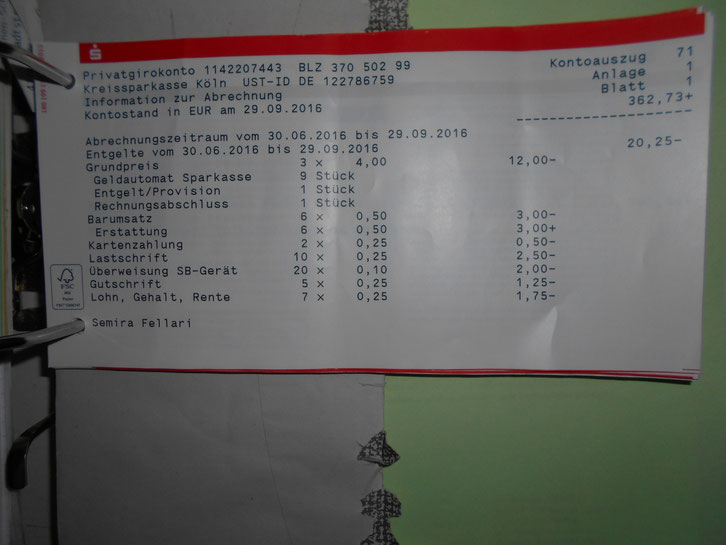 Privatgirokonto 1142207443 BLZ 370 502 99 Kontoauszug 71
Kreissparkasse Köln UST-ID DE 122786759 Anlage 1
Information zur Abrechnung Blatt 1
Kontostand in EUR am 29.09.2016 362,73+
Abrechnungszeitraum vom 30.06.2016 bis 29.09.2016
Entgelte vom 30.06.2016 bis 29.09.2016 20,25-
Grundpreis 3 × 4,00 12,00-
Geldautomat Sparkasse 9 Stück
Entgelt/Provision 1 Stück
Rechnungsabschluss 1 Stück
Barumsatz 6 × 0,50 3,00-
Erstattung 6 × 0,50 3,00+
Kartenzahlung 2 × 0,25 0,50-
Lastschrift 10 × 0,25 2,50-
Überweisung SB-Gerät 20 × 0,10 2,00-
Gutschrift 5 × 0,25 1,25-
Lohn, Gehalt, Rente 7 × 0,25 1,75-
Semira Fellari
FSC